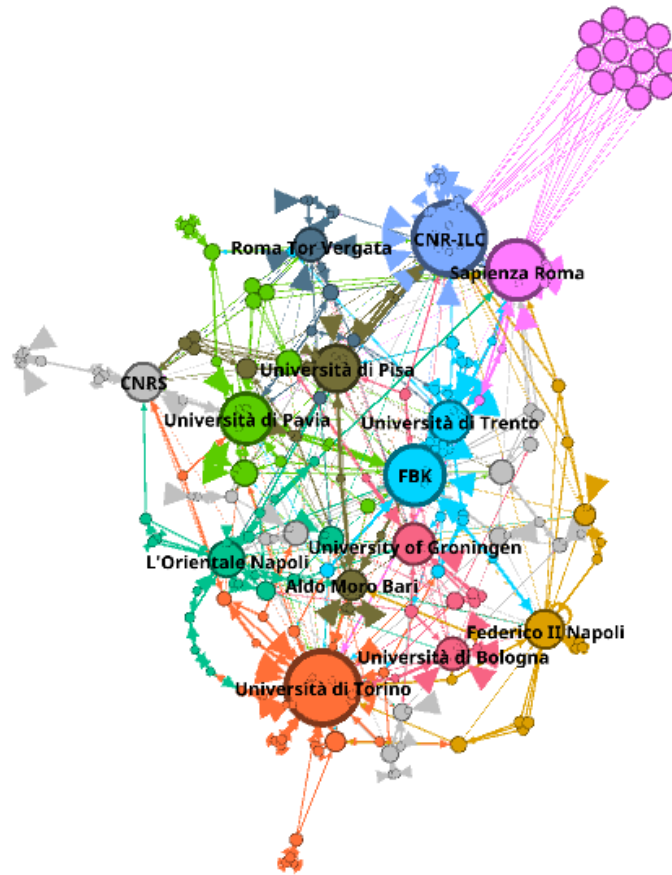 CNR-ILC
Roma Tor Vergata
Sapienza Roma
Università di Pisa
CNRS
Università di Pavia
Università di Trento
FBK
University of Groningen
L'Orientale Napoli
Aldo Moro Bari
Federico II Napoli
Università di Bologna
Università di Torino